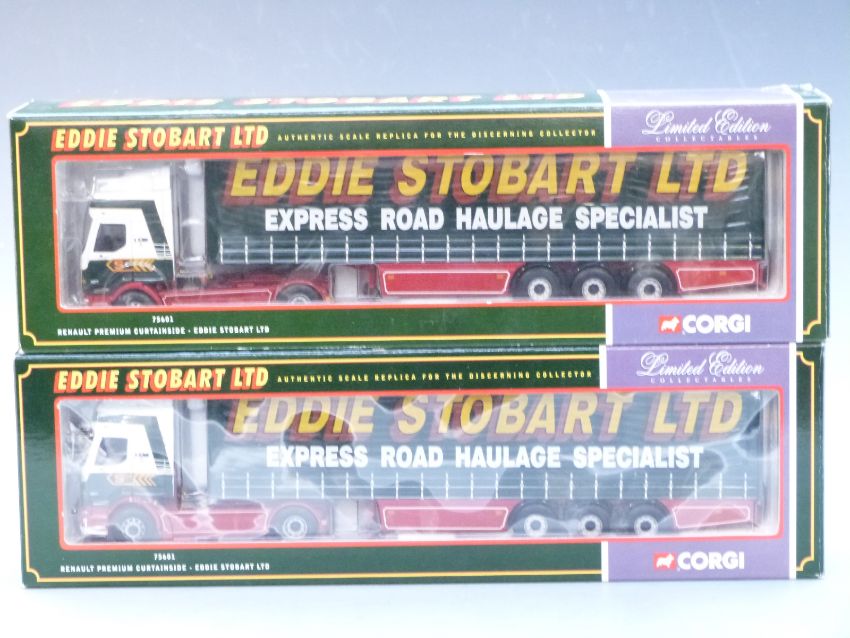 EDDIE STOBART LTD AUTHENTIC SCALE REPLICA FOR THE DISCERNING COLLECTOR
Limited Edition
COLLECTABLES
EDDIE STOBART LTD
EXPRESS ROAD HAULAGE SPECIALIST
75601
RENAULT PREMIUM CURTAINSIDE - EDDIE STOBART LTD
CORGI
EDDIE STOBART LTD AUTHENTIC SCALE REPLICA FOR THE DISCERNING COLLECTOR
Limited Edition
COLLECTABLES
EDDIE STOBART LTD
EXPRESS ROAD HAULAGE SPECIALIST
75601
RENAULT PREMIUM CURTAINSIDE - EDDIE STOBART LTD
CORGI